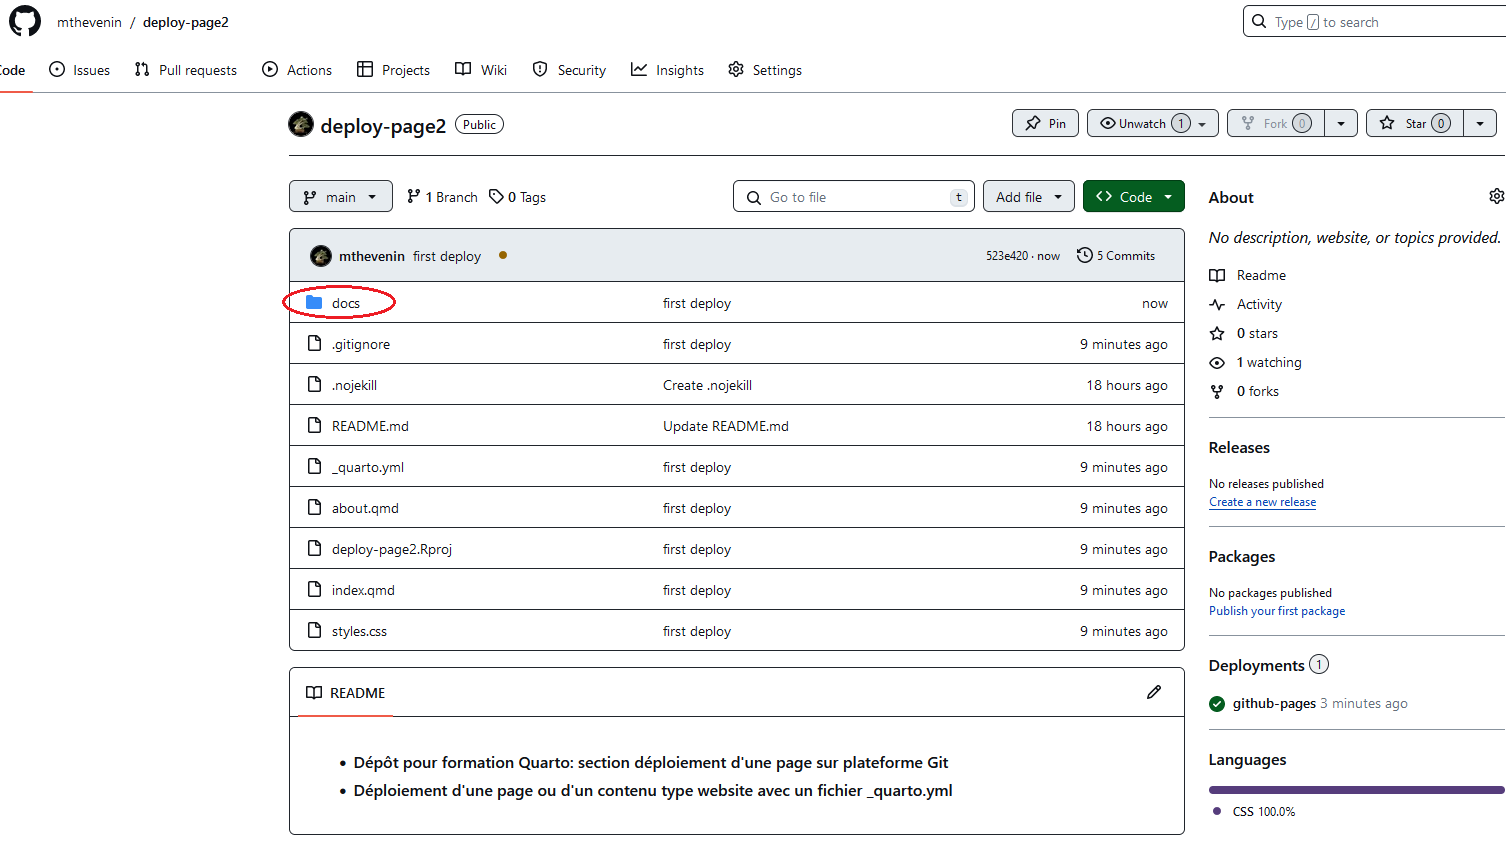 mthevenin / deploy-page2
Type / to search
Code
Issues
Pull requests
Actions
Projects
Wiki
Security
Insights
Settings
deploy-page2 Public
Pin
Unwatch 1
Fork 0
Star 0
main
1 Branch
0 Tags
Go to file t
Add file
Code
mthevenin first deploy
523e420 · now
5 Commits
docs first deploy now
.gitignore first deploy 9 minutes ago
.nojekill Create .nojekill 18 hours ago
README.md Update README.md 18 hours ago
_quarto.yml first deploy 9 minutes ago
about.qmd first deploy 9 minutes ago
deploy-page2.Rproj first deploy 9 minutes ago
index.qmd first deploy 9 minutes ago
styles.css first deploy 9 minutes ago
README
• Dépôt pour formation Quarto: section déploiement d'une page sur plateforme Git
• Déploiement d'une page ou d'un contenu type website avec un fichier _quarto.yml
About
No description, website, or topics provided.
Readme
Activity
0 stars
1 watching
0 forks
Releases
No releases published
Create a new release
Packages
No packages published
Publish your first package
Deployments 1
github-pages 3 minutes ago
Languages
CSS 100.0%